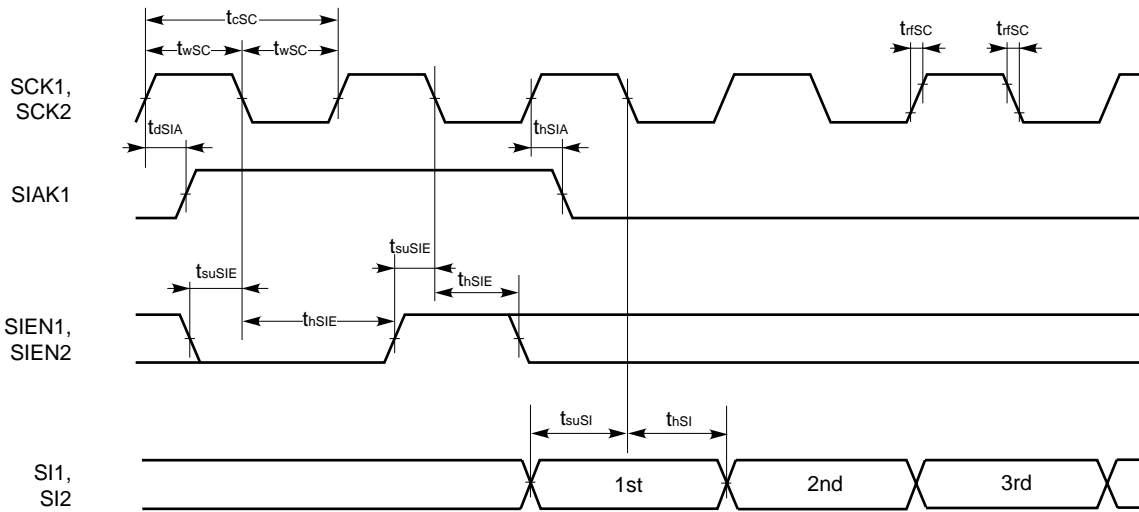 tcSC
twSC twSC trfSC trfSC
SCK1,
SCK2
tdSIA thSIA
SIAK1
tsuSIE
tsuSIE thSIE
thSIE
SIEN1,
SIEN2
tsuSI thSI
SI1,
SI2
1st 2nd 3rd